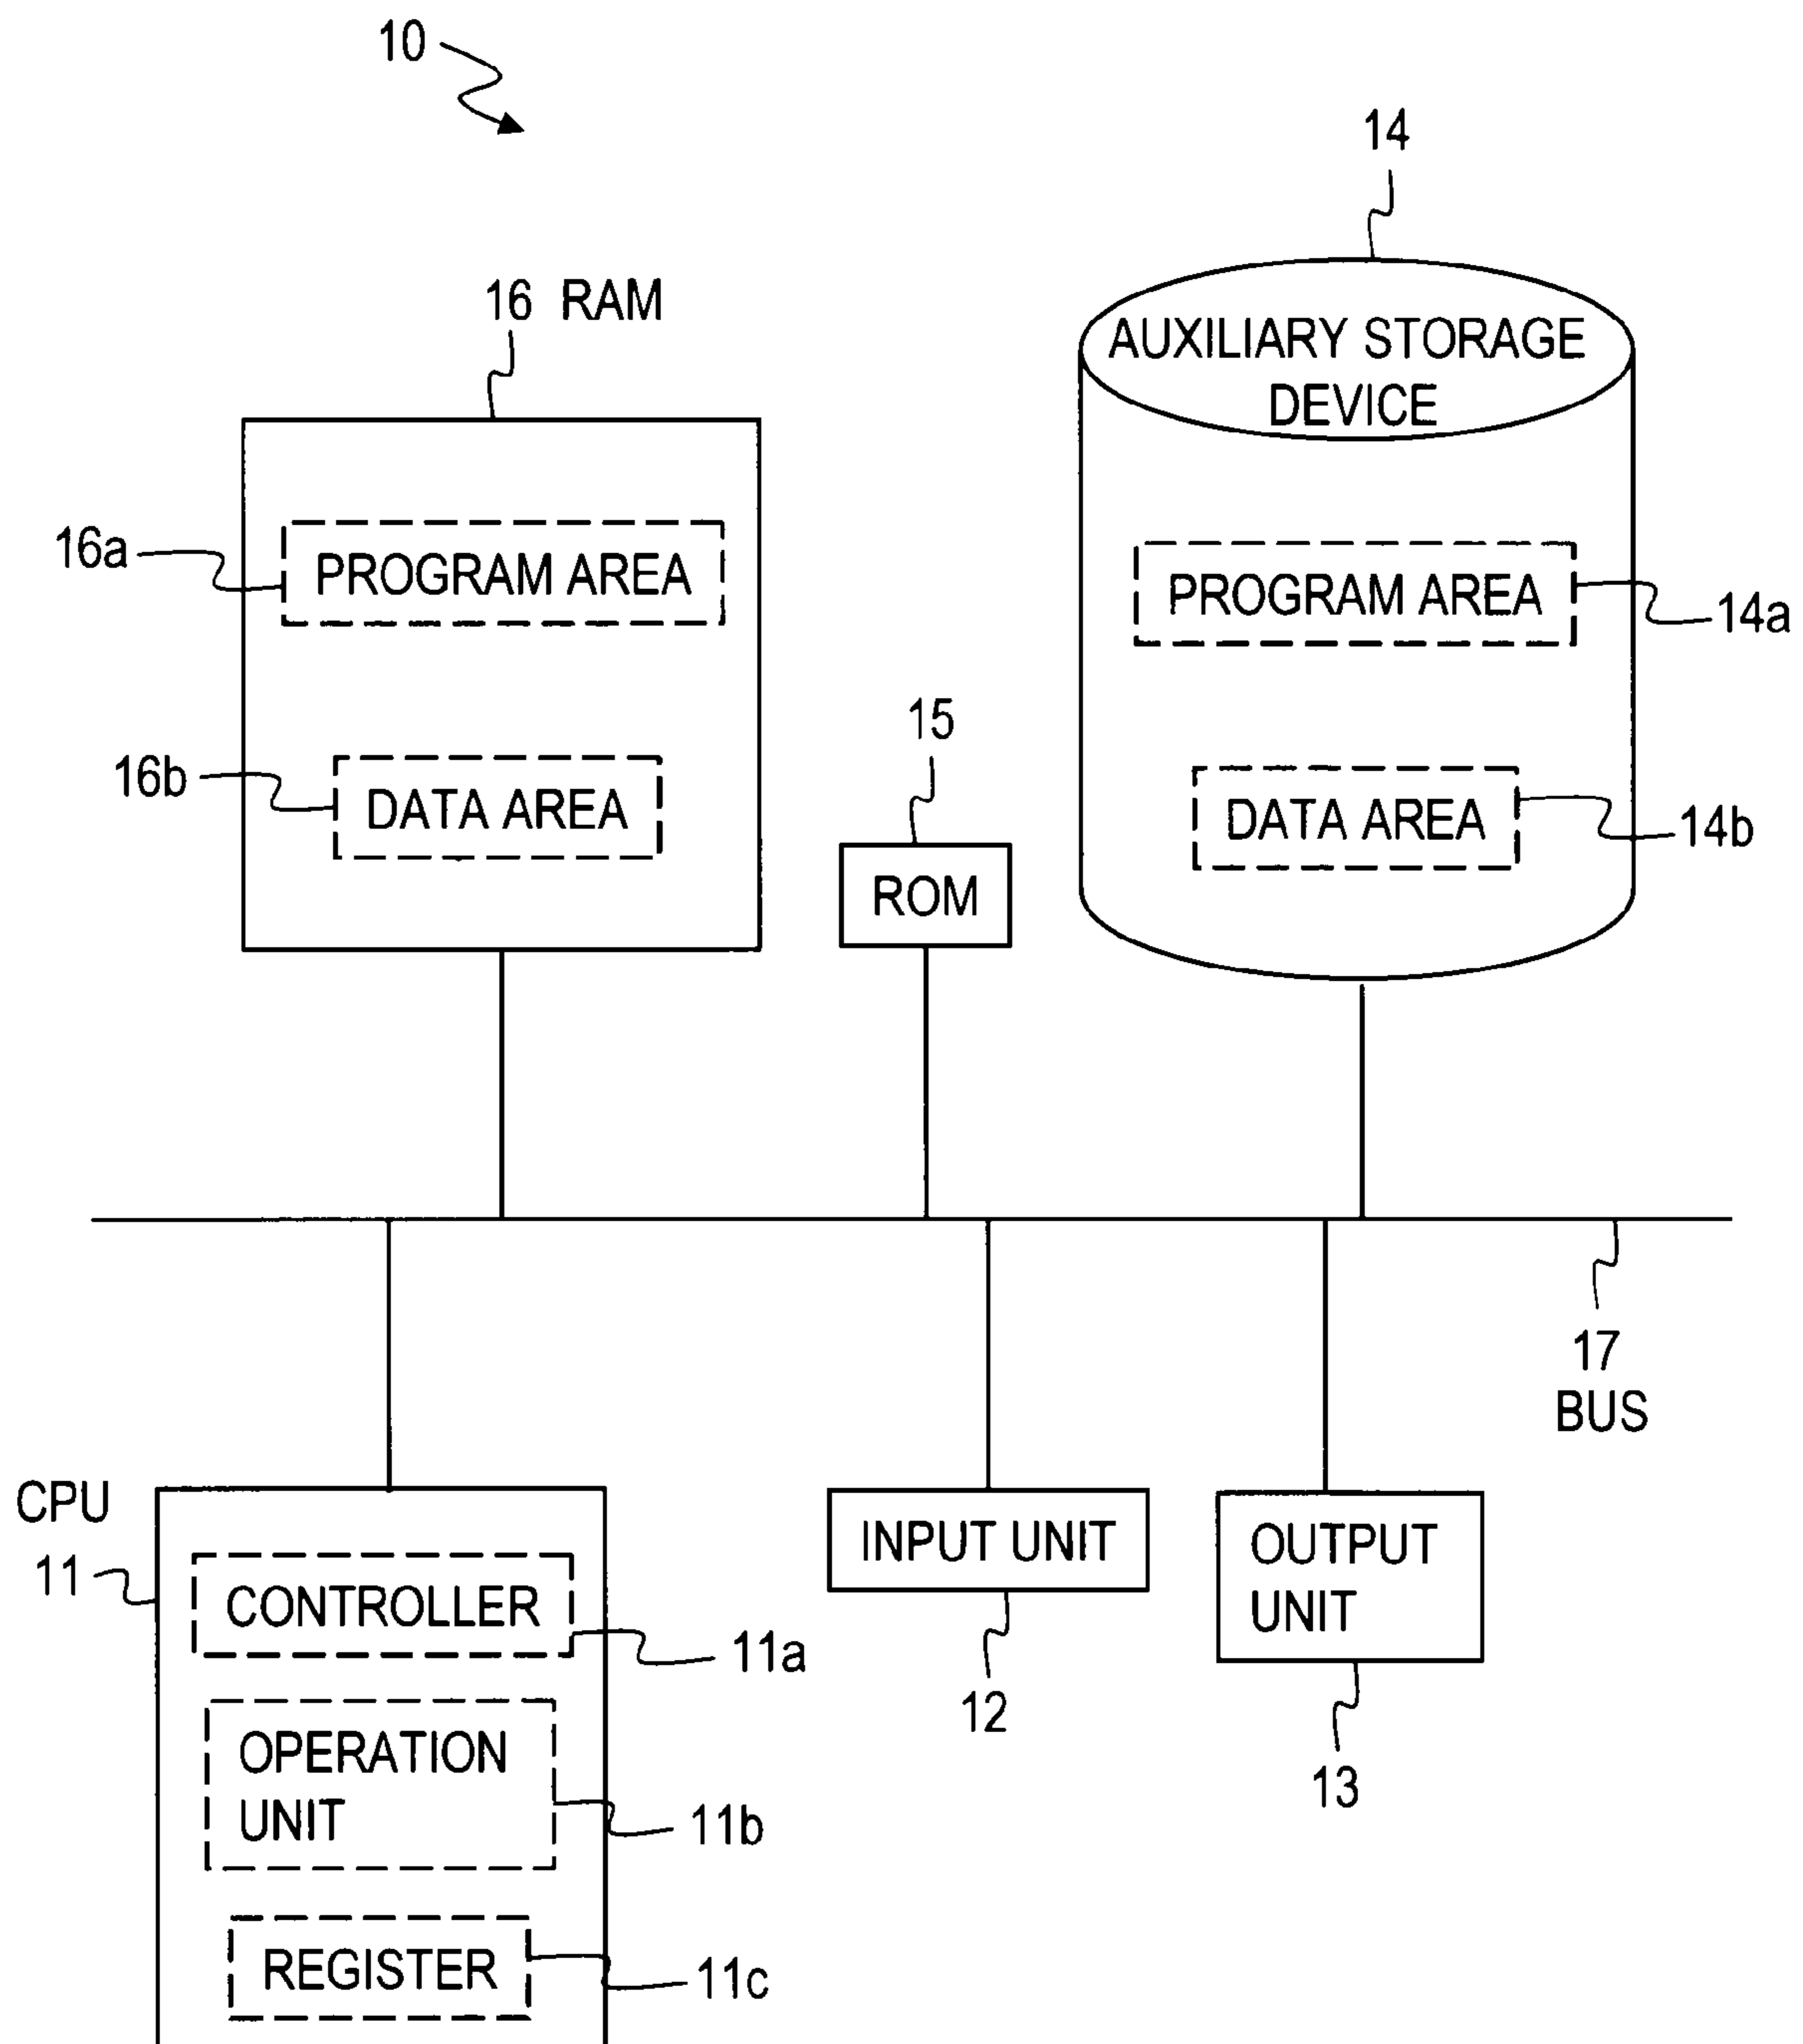 10
14
16 RAM
AUXILIARY STORAGE
DEVICE
16a
PROGRAM AREA
PROGRAM AREA
14a
15
16b
DATA AREA
DATA AREA
14b
ROM
17
BUS
CPU
11
CONTROLLER
11a
OPERATION
UNIT
11b
REGISTER
11c
INPUT UNIT
12
OUTPUT
UNIT
13